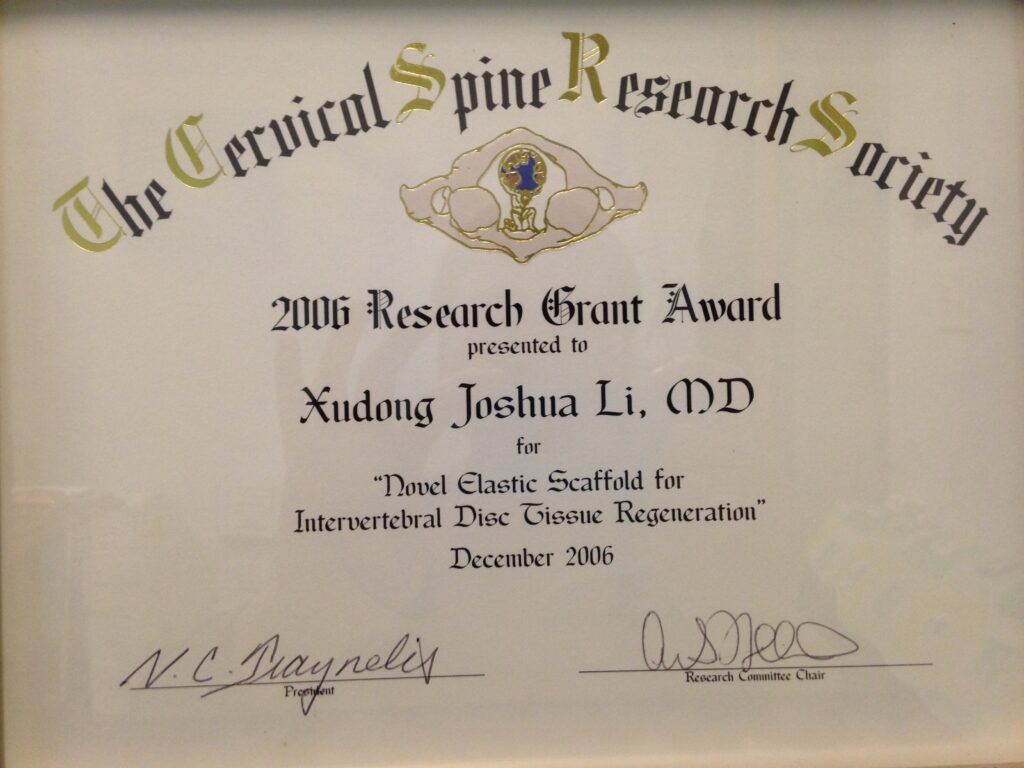 The Cervical Spine Research Society
2006 Research Grant Award
presented to
Xudong Joshua Li, MD
for
"Novel Elastic Scaffold for
Intervertebral Disc Tissue Regeneration"
December 2006
N. C. Traynelis
President
Research Committee Chair